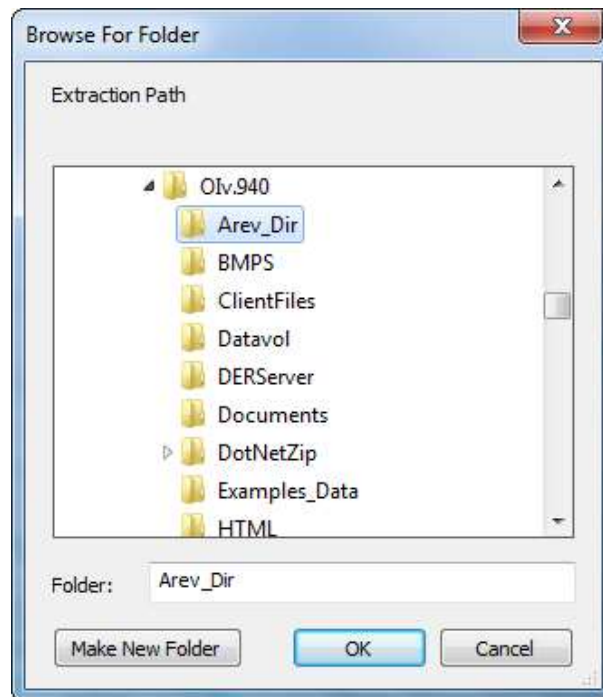 Browse For Folder
Extraction Path
OIv.940
Arev_Dir
BMPS
ClientFiles
Datavol
DERServer
Documents
DotNetZip
Examples_Data
HTML
Folder: Arev_Dir
Make New Folder OK Cancel